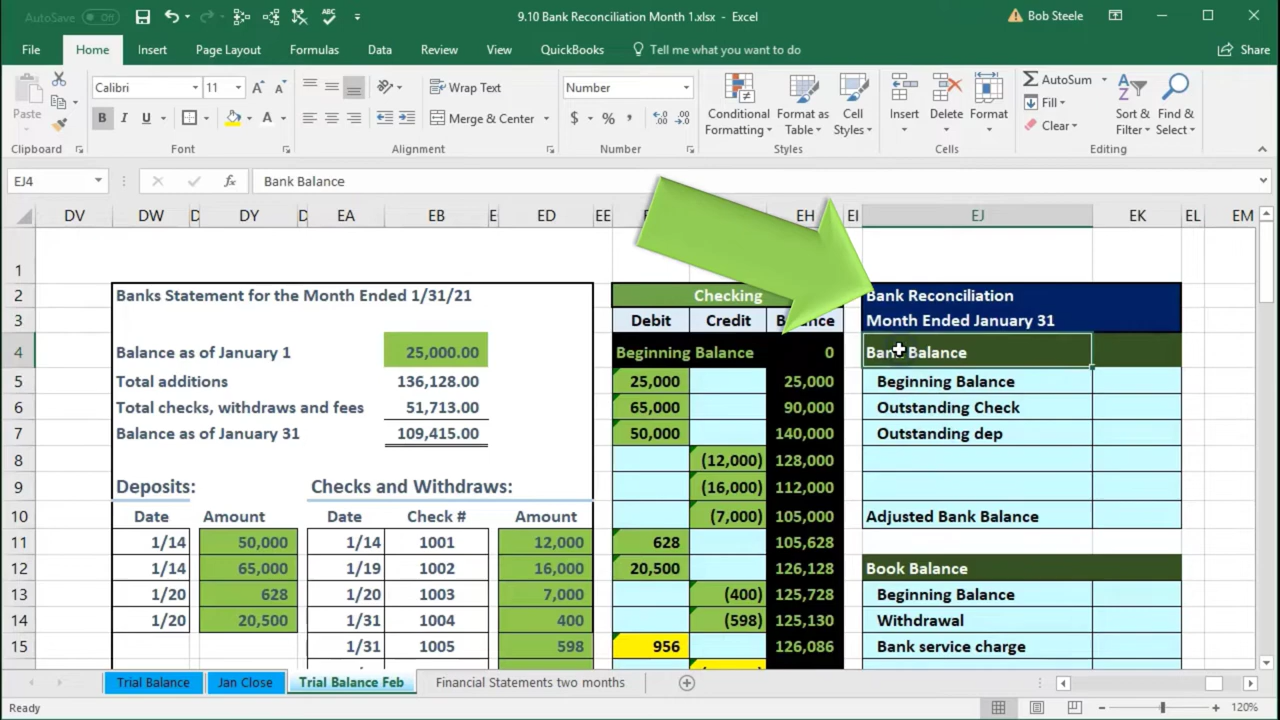 AutoSave Off
9.10 Bank Reconciliation Month 1.xlsx - Excel
Bob Steele
File Home Insert Page Layout Formulas Data Review View QuickBooks Tell me what you want to do Share
Paste
Calibri 11
B I U
Wrap Text
Merge & Center
Number
$ % ,
Conditional Formatting
Format as Table
Cell Styles
Insert Delete Format
AutoSum
Fill
Clear
Sort & Filter
Find & Select
Clipboard Font Alignment Number Styles Cells Editing
EJ4 fx Bank Balance
DV DW D DY D EA EB E ED EE EH EI EJ EK EL EM
1
2 Banks Statement for the Month Ended 1/31/21 Checking Bank Reconciliation
3 Debit Credit Balance Month Ended January 31
4 Balance as of January 1 25,000.00 Beginning Balance 0 Bank Balance
5 Total additions 136,128.00 25,000 25,000 Beginning Balance
6 Total checks, withdraws and fees 51,713.00 65,000 90,000 Outstanding Check
7 Balance as of January 31 109,415.00 50,000 140,000 Outstanding dep
8 (12,000) 128,000
9 Deposits: Checks and Withdraws: (16,000) 112,000
10 Date Amount Date Check # Amount (7,000) 105,000 Adjusted Bank Balance
11 1/14 50,000 1/14 1001 12,000 628 105,628
12 1/14 65,000 1/19 1002 16,000 20,500 126,128 Book Balance
13 1/20 628 1/20 1003 7,000 (400) 125,728 Beginning Balance
14 1/20 20,500 1/31 1004 400 (598) 125,130 Withdrawal
15 1/31 1005 598 956 126,086 Bank service charge
Trial Balance Jan Close Trial Balance Feb Financial Statements two months
Ready 120%